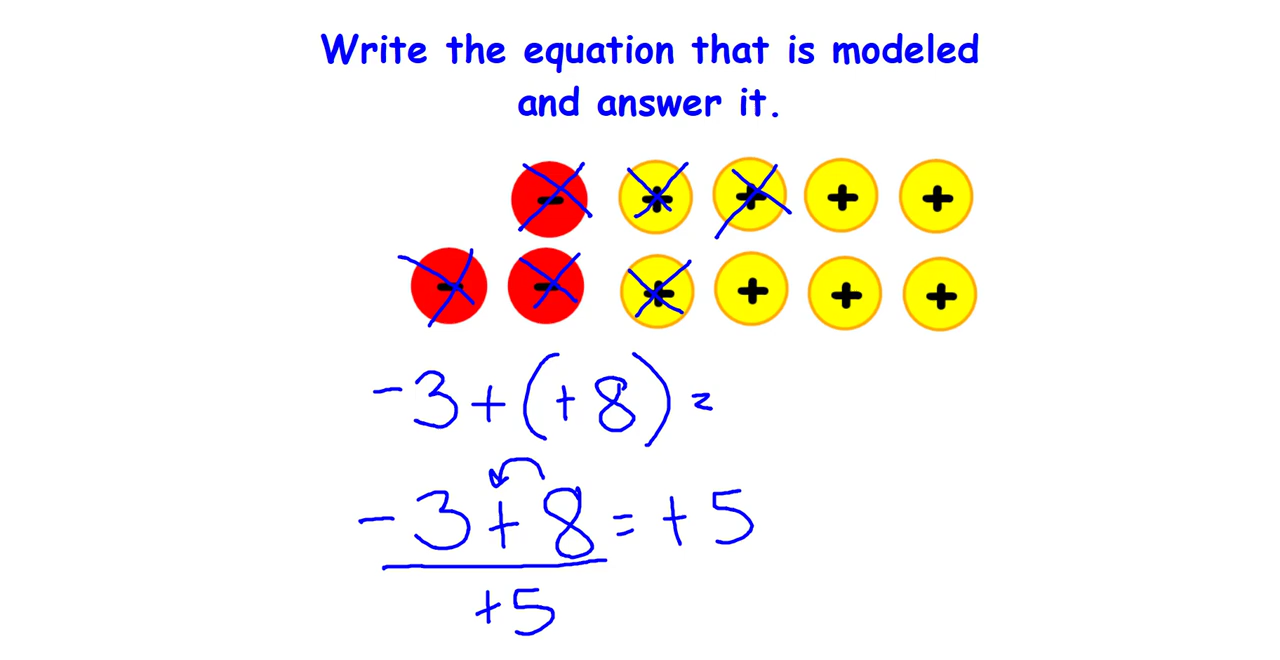 Write the equation that is modeled
and answer it.
- + + + +
- - + + + +
-3+(+8)=
-3+8=+5
+5